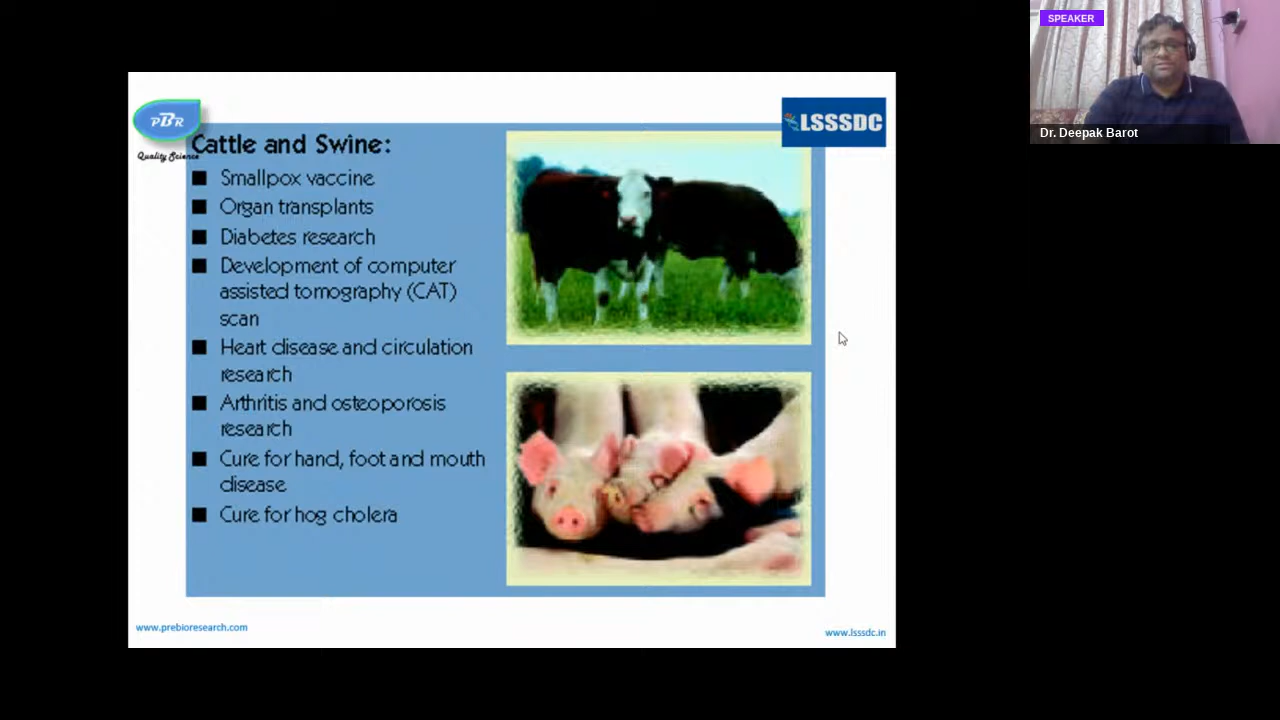 SPEAKER
Dr. Deepak Barot
PBR
Quality Science
LSSSDC
Cattle and Swine:
Smallpox vaccine
Organ transplants
Diabetes research
Development of computer
assisted tomography (CAT)
scan
Heart disease and circulation
research
Arthritis and osteoporosis
research
Cure for hand, foot and mouth
disease
Cure for hog cholera
www.prebioresearch.com
www.lsssdc.in